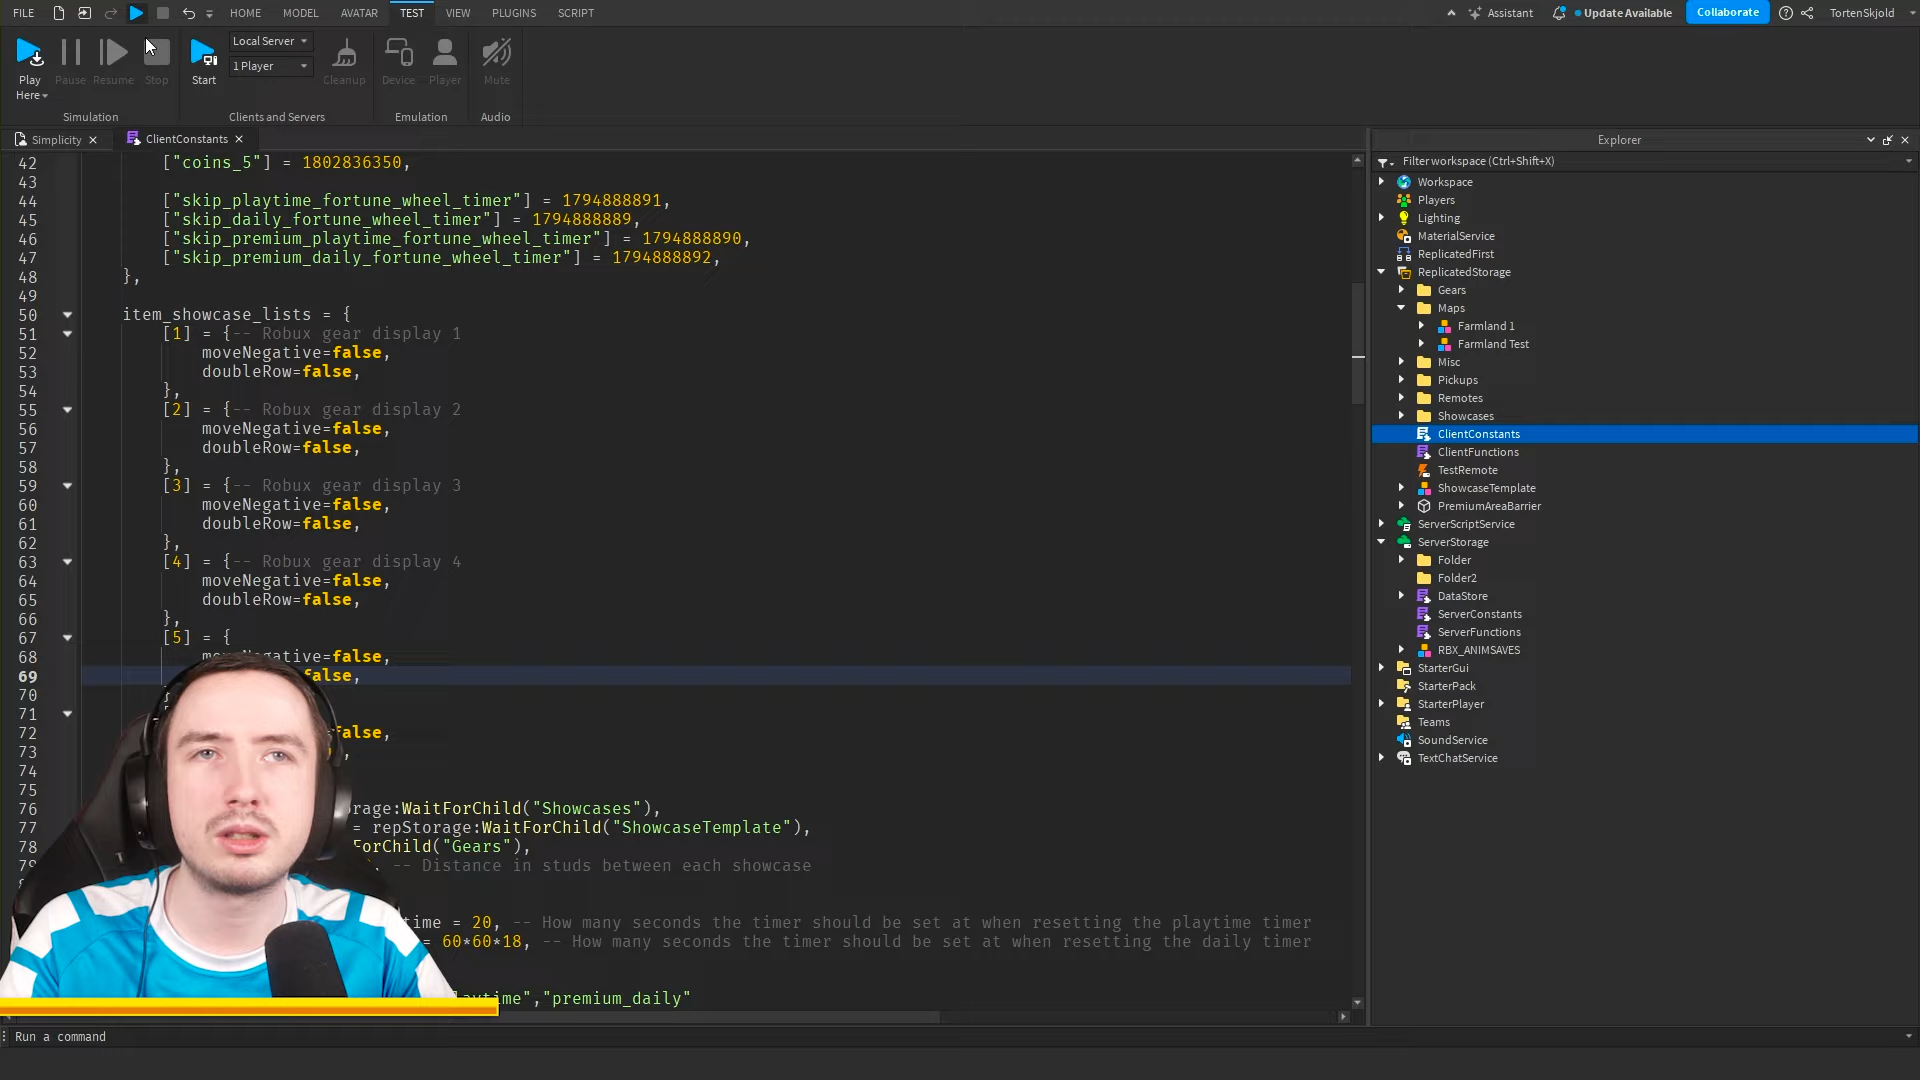 FILE
HOME
MODEL
AVATAR
TEST
VIEW
PLUGINS
SCRIPT
Assistant
Update Available
Collaborate
TortenSkjold
Play
Here
Pause
Resume
Stop
Start
Local Server
1 Player
Cleanup
Device
Player
Mute
Simulation
Clients and Servers
Emulation
Audio
Simplicity
ClientConstants
42 ["coins_5"] = 1802836350,
43
44 ["skip_playtime_fortune_wheel_timer"] = 1794888891,
45 ["skip_daily_fortune_wheel_timer"] = 1794888889,
46 ["skip_premium_playtime_fortune_wheel_timer"] = 1794888890,
47 ["skip_premium_daily_fortune_wheel_timer"] = 1794888892,
48 },
49
50 item_showcase_lists = {
51 [1] = {-- Robux gear display 1
52 moveNegative=false,
53 doubleRow=false,
54 },
55 [2] = {-- Robux gear display 2
56 moveNegative=false,
57 doubleRow=false,
58 },
59 [3] = {-- Robux gear display 3
60 moveNegative=false,
61 doubleRow=false,
62 },
63 [4] = {-- Robux gear display 4
64 moveNegative=false,
65 doubleRow=false,
66 },
67 [5] = {
68 Negative=false,
69 false,
70
71
72 false,
73 ,
74
75
76 rage:WaitForChild("Showcases"),
77 = repStorage:WaitForChild("ShowcaseTemplate"),
78 ForChild("Gears"),
-- Distance in studs between each showcase
time = 20, -- How many seconds the timer should be set at when resetting the playtime timer
= 60*60*18, -- How many seconds the timer should be set at when resetting the daily timer
"premium_daily"
Run a command
Explorer
Filter workspace (Ctrl+Shift+X)
Workspace
Players
Lighting
MaterialService
ReplicatedFirst
ReplicatedStorage
Gears
Maps
Farmland 1
Farmland Test
Misc
Pickups
Remotes
Showcases
ClientConstants
ClientFunctions
TestRemote
ShowcaseTemplate
PremiumAreaBarrier
ServerScriptService
ServerStorage
Folder
Folder2
DataStore
ServerConstants
ServerFunctions
RBX_ANIMSAVES
StarterGui
StarterPack
StarterPlayer
Teams
SoundService
TextChatService